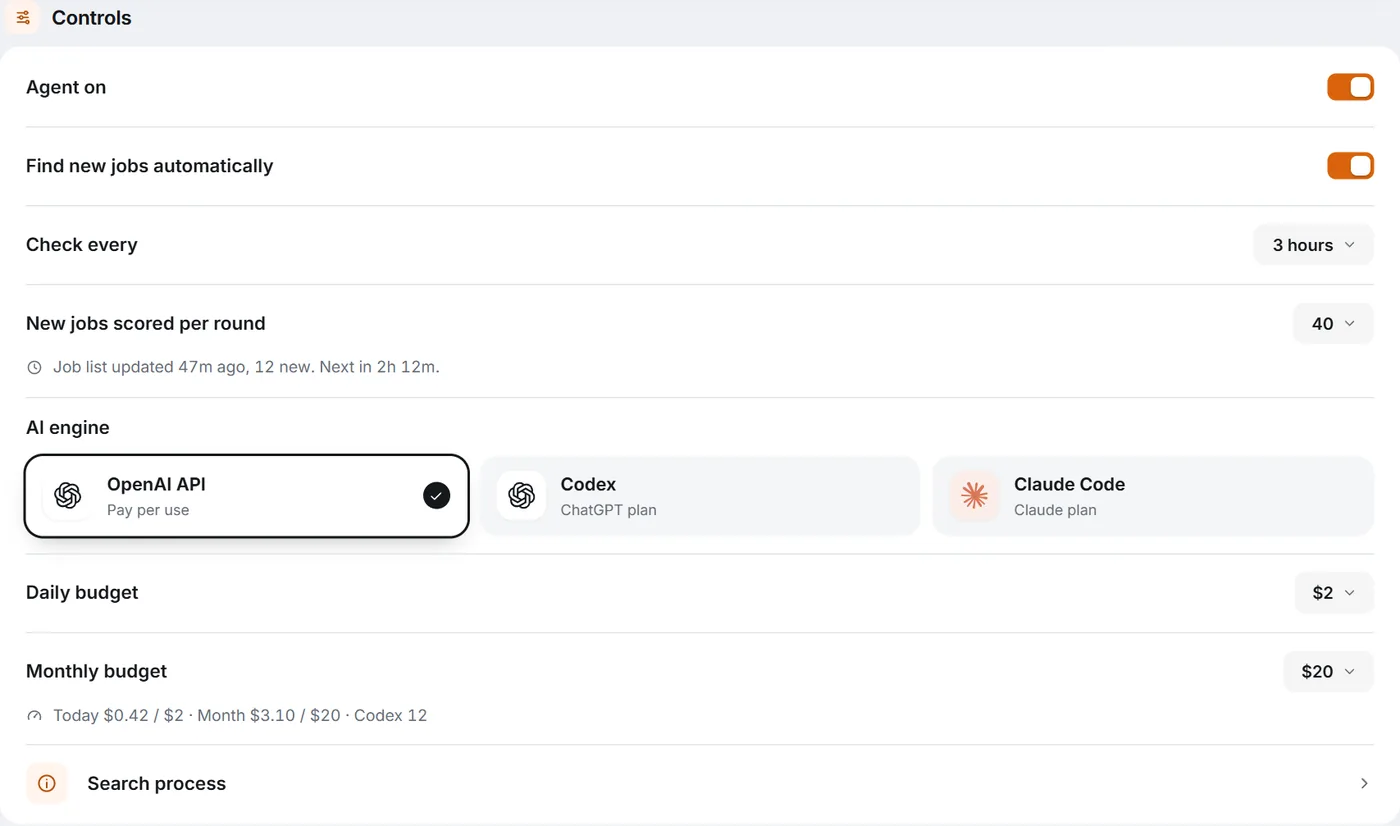 Controls
Agent on
Find new jobs automatically
Check every
3 hours
New jobs scored per round
40
Job list updated 47m ago, 12 new. Next in 2h 12m.
AI engine
OpenAI API
Pay per use
Codex
ChatGPT plan
Claude Code
Claude plan
Daily budget
$2
Monthly budget
$20
Today $0.42 / $2 · Month $3.10 / $20 · Codex 12
Search process